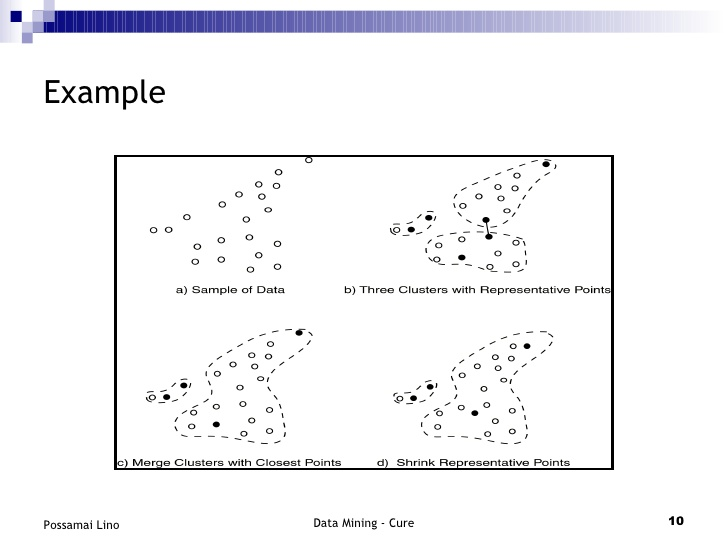 Example
a) Sample of Data
b) Three Clusters with Representative Points
c) Merge Clusters with Closest Points
d) Shrink Representative Points
Possamai Lino
Data Mining - Cure
10